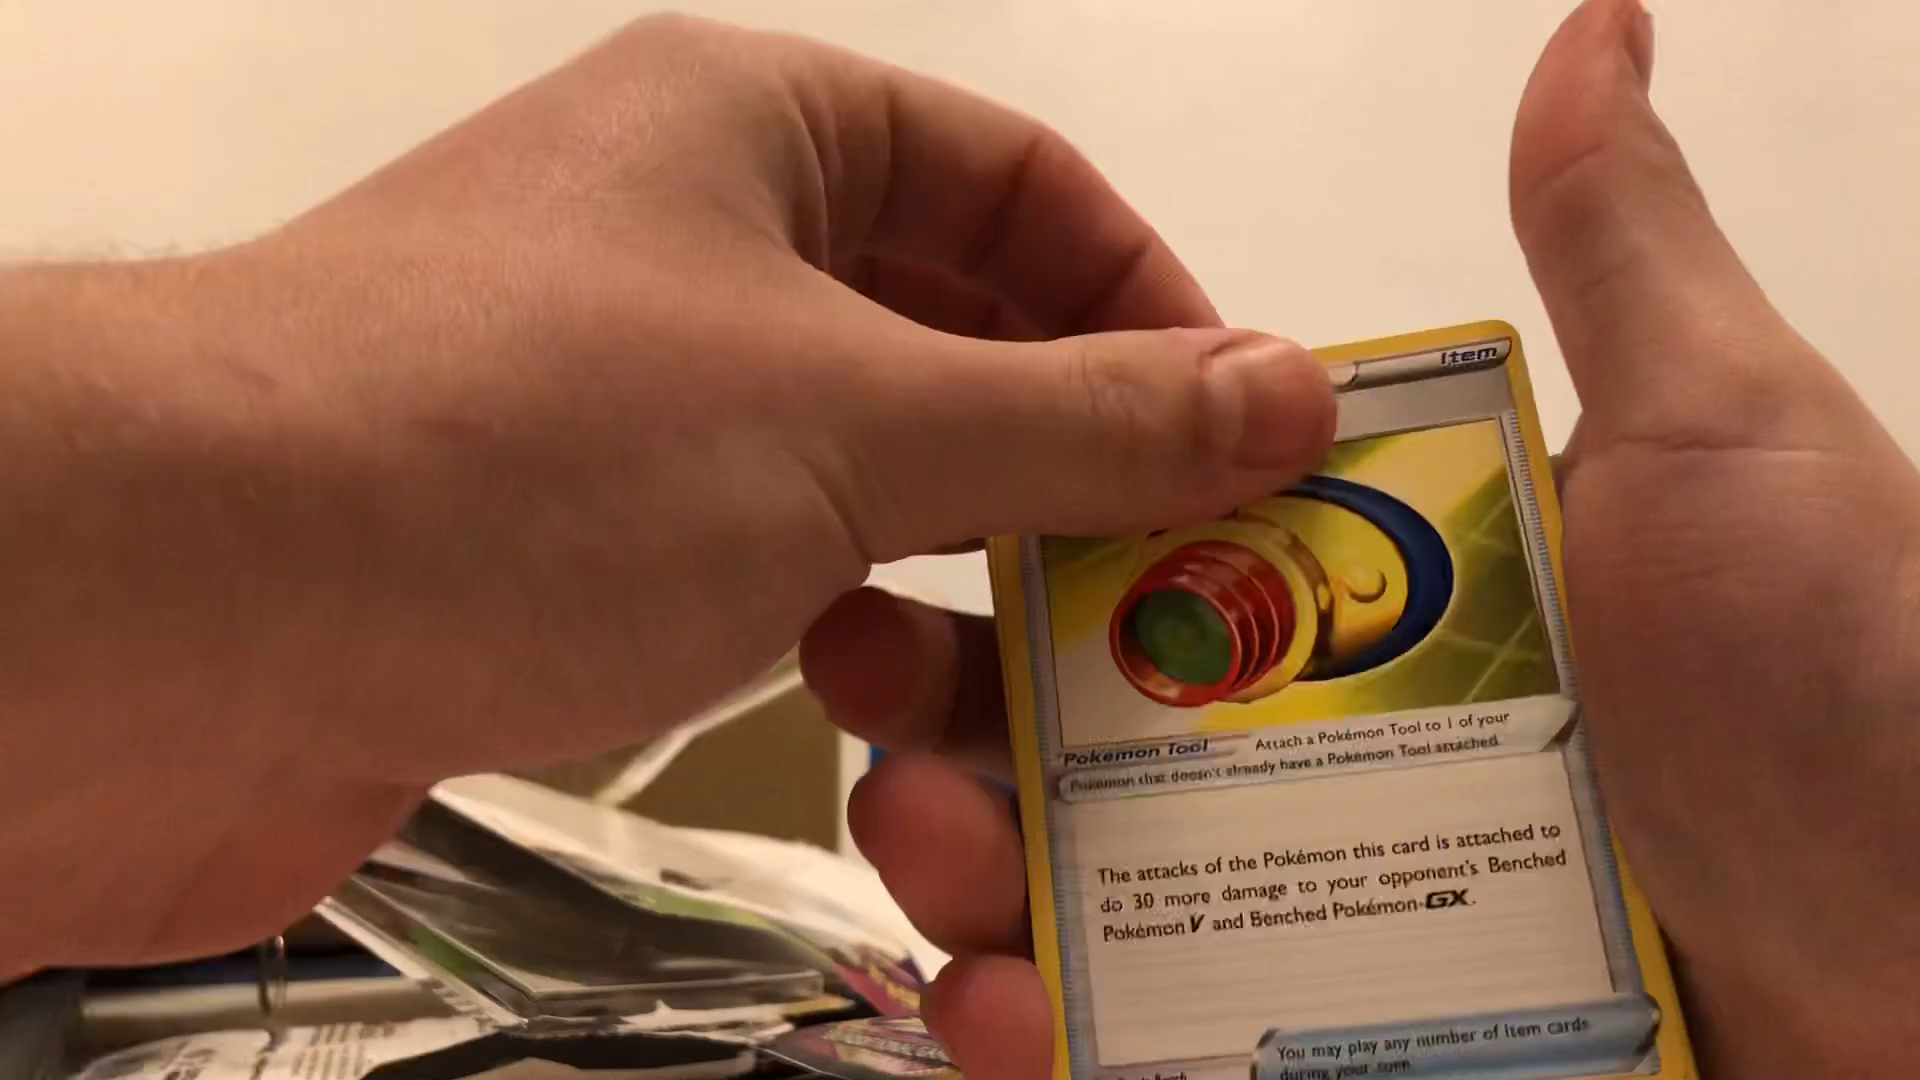 Item
Pokémon Tool Attach a Pokémon Tool to 1 of your
Pokémon that doesn't already have a Pokémon Tool attached.
The attacks of the Pokémon this card is attached to
do 30 more damage to your opponent's Benched
Pokémon V and Benched Pokémon-GX.
You may play any number of Item cards
during your turn.